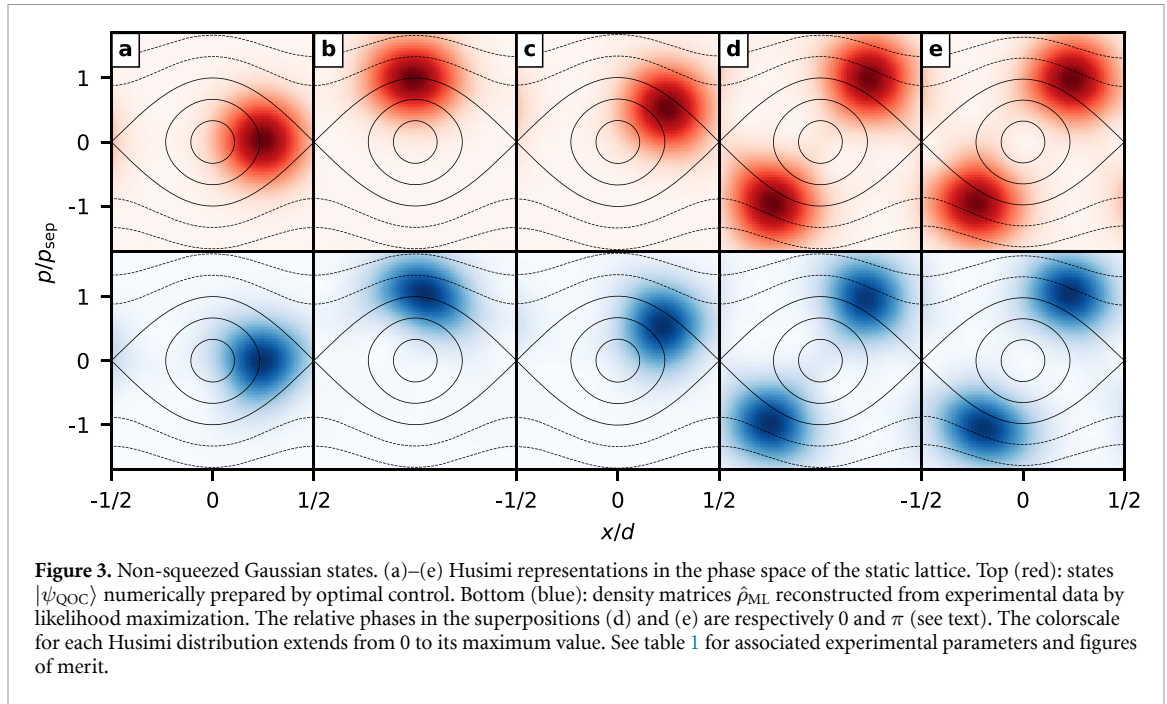 a b c d e
1
0
-1
1
0
-1
p/p_sep
-1/2 0 1/2 0 1/2 0 1/2 -1/2 0 1/2
x/d
Figure 3. Non-squeezed Gaussian states. (a)–(e) Husimi representations in the phase space of the static lattice. Top (red): states
|ψ_QOC⟩ numerically prepared by optimal control. Bottom (blue): density matrices ρ̂_ML reconstructed from experimental data by
likelihood maximization. The relative phases in the superpositions (d) and (e) are respectively 0 and π (see text). The colorscale
for each Husimi distribution extends from 0 to its maximum value. See table 1 for associated experimental parameters and figures
of merit.